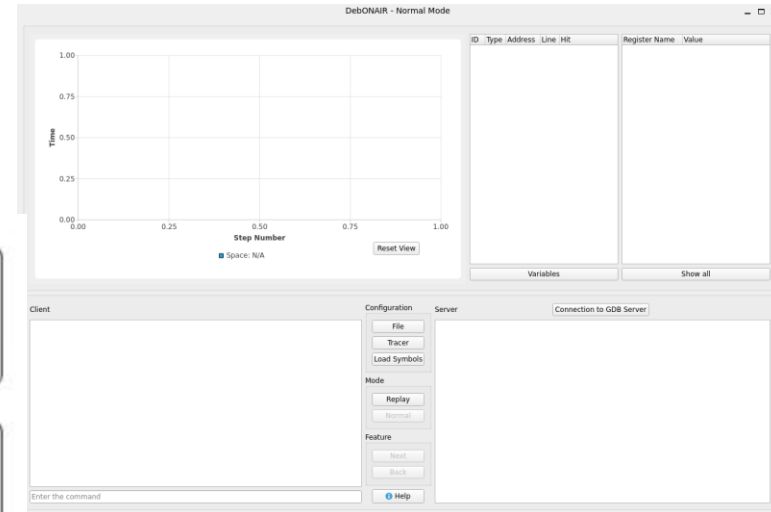 DebONAIR - Normal Mode
1.00
0.75
0.50
0.25
0.00
Time
0.00 0.25 0.50 0.75 1.00
Step Number
Space: N/A
Reset View
ID Type Address Line Hit
Register Name Value
Variables
Show all
Client
Enter the command
Configuration
File
Tracer
Load Symbols
Mode
Replay
Normal
Feature
Next
Back
Help
Server
Connection to GDB Server